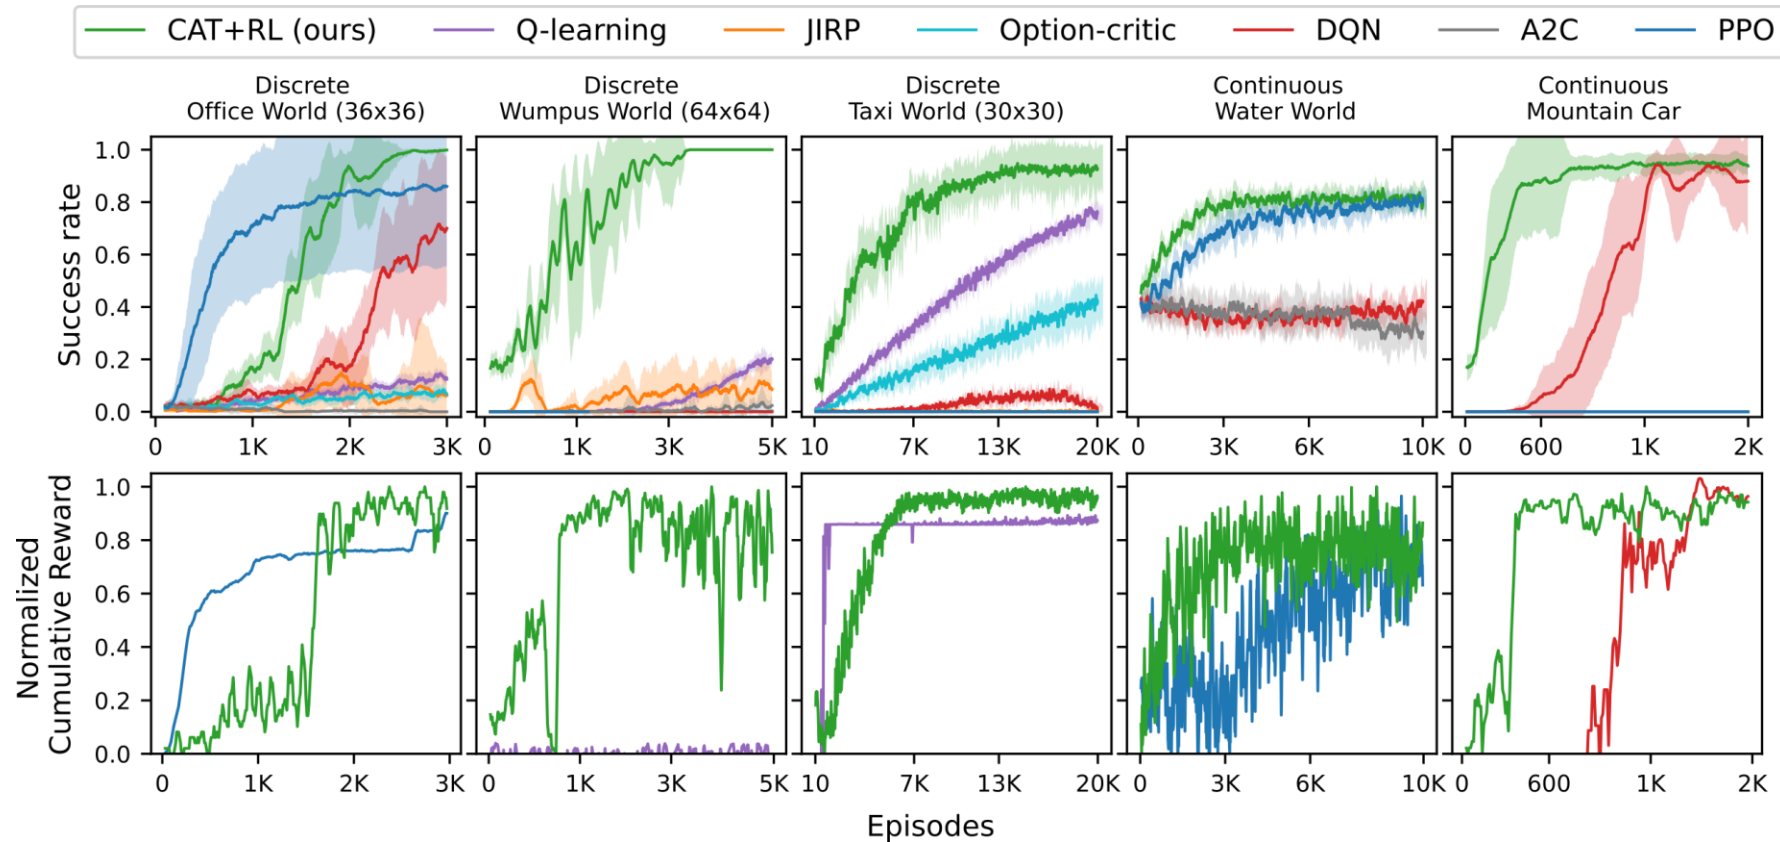 CAT+RL (ours) Q-learning JIRP Option-critic DQN A2C PPO
Discrete
Office World (36x36)
Discrete
Wumpus World (64x64)
Discrete
Taxi World (30x30)
Continuous
Water World
Continuous
Mountain Car
Success rate
1.0
0.8
0.6
0.4
0.2
0.0
0 1K 2K 3K
0 1K 3K 5K
10 7K 13K 20K
0 3K 6K 10K
0 600 1K 2K
Normalized
Cumulative Reward
1.0
0.8
0.6
0.4
0.2
0.0
0 1K 2K 3K
0 1K 3K 5K
10 7K 13K 20K
0 3K 6K 10K
0 600 1K 2K
Episodes